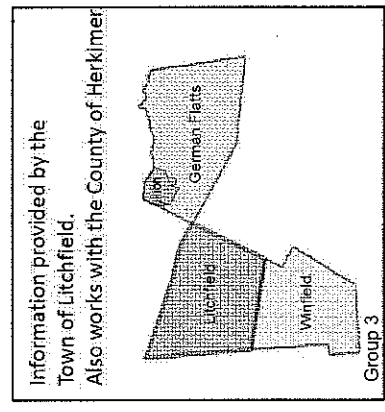 Information provided by the
Town of Litchfield.
Also works with the County of Herkimer
Ilion
German Flatts
Litchfield
Winfield
Group 3